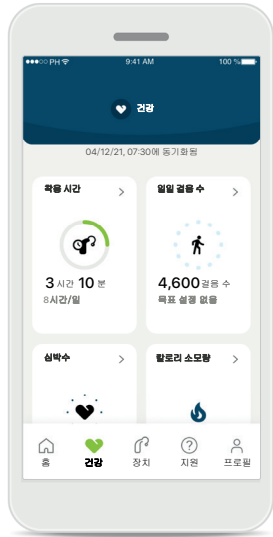 PH 9:41 AM 100 %
건강
04/12/21, 07:30에 동기화됨
착용 시간 일일 걸음 수
3 시간 10 분 4,600 걸음 수
8시간/일 목표 설정 없음
심박수 칼로리 소모량
홈 건강 장치 지원 프로필